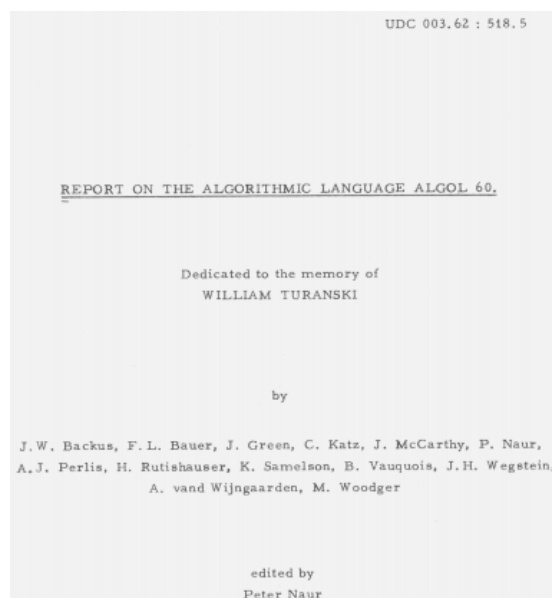 UDC 003.62 : 518.5
REPORT ON THE ALGORITHMIC LANGUAGE ALGOL 60.
Dedicated to the memory of
WILLIAM TURANSKI
by
J.W. Backus, F.L. Bauer, J. Green, C. Katz, J. McCarthy, P. Naur,
A.J. Perlis, H. Rutishauser, K. Samelson, B. Vauquois, J.H. Wegstein,
A. vand Wijngaarden, M. Woodger
edited by
Peter Naur